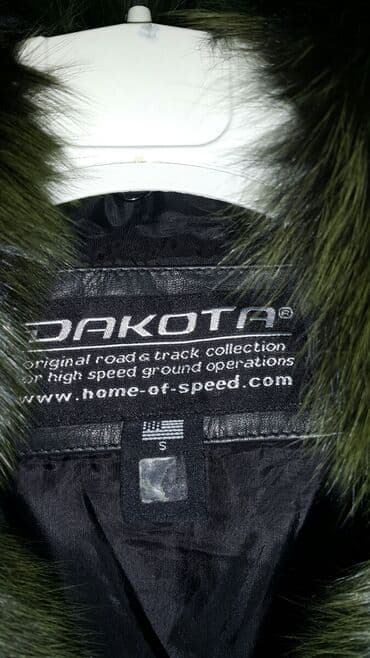 DAKOTA®
original road & track collection
for high speed ground operations
www.home-of-speed.com
S